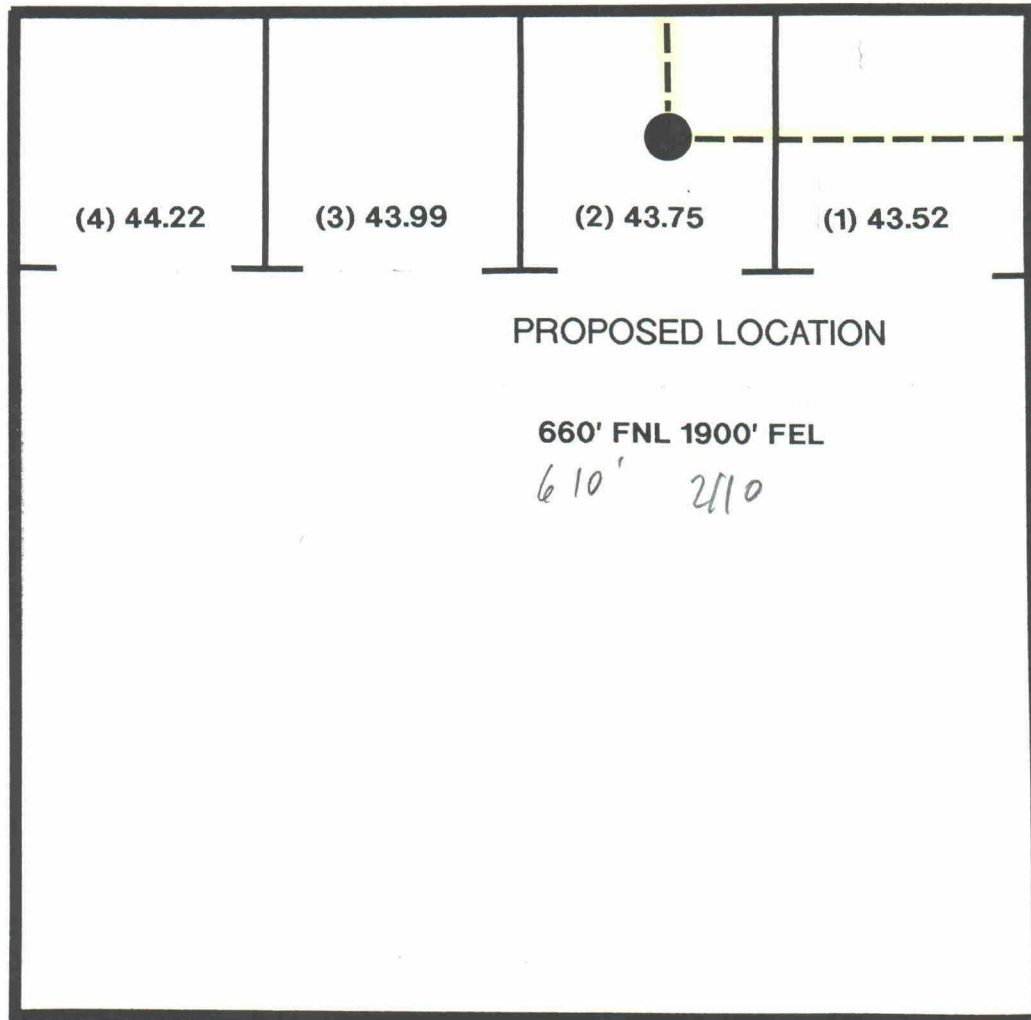 (4) 44.22 (3) 43.99 (2) 43.75 (1) 43.52
PROPOSED LOCATION
660' FNL 1900' FEL
610' 2110